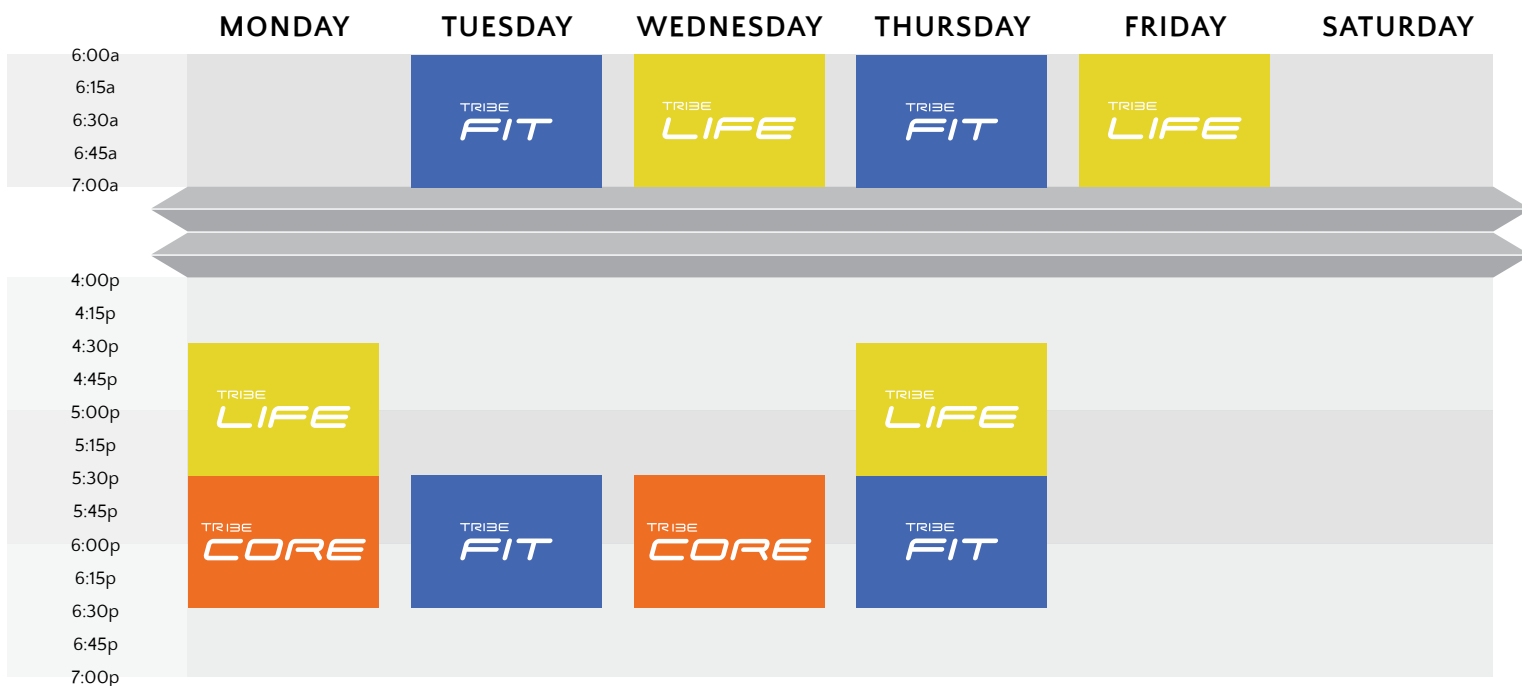 MONDAY TUESDAY WEDNESDAY THURSDAY FRIDAY SATURDAY
6:00a
6:15a
6:30a
6:45a
7:00a
TRIBE FIT
TRIBE LIFE
TRIBE FIT
TRIBE LIFE
4:00p
4:15p
4:30p
4:45p
5:00p
5:15p
5:30p
5:45p
6:00p
6:15p
6:30p
6:45p
7:00p
TRIBE
LIFE
TRIBE
LIFE
TRIBE
CORE
TRIBE
FIT
TRIBE
CORE
TRIBE
FIT